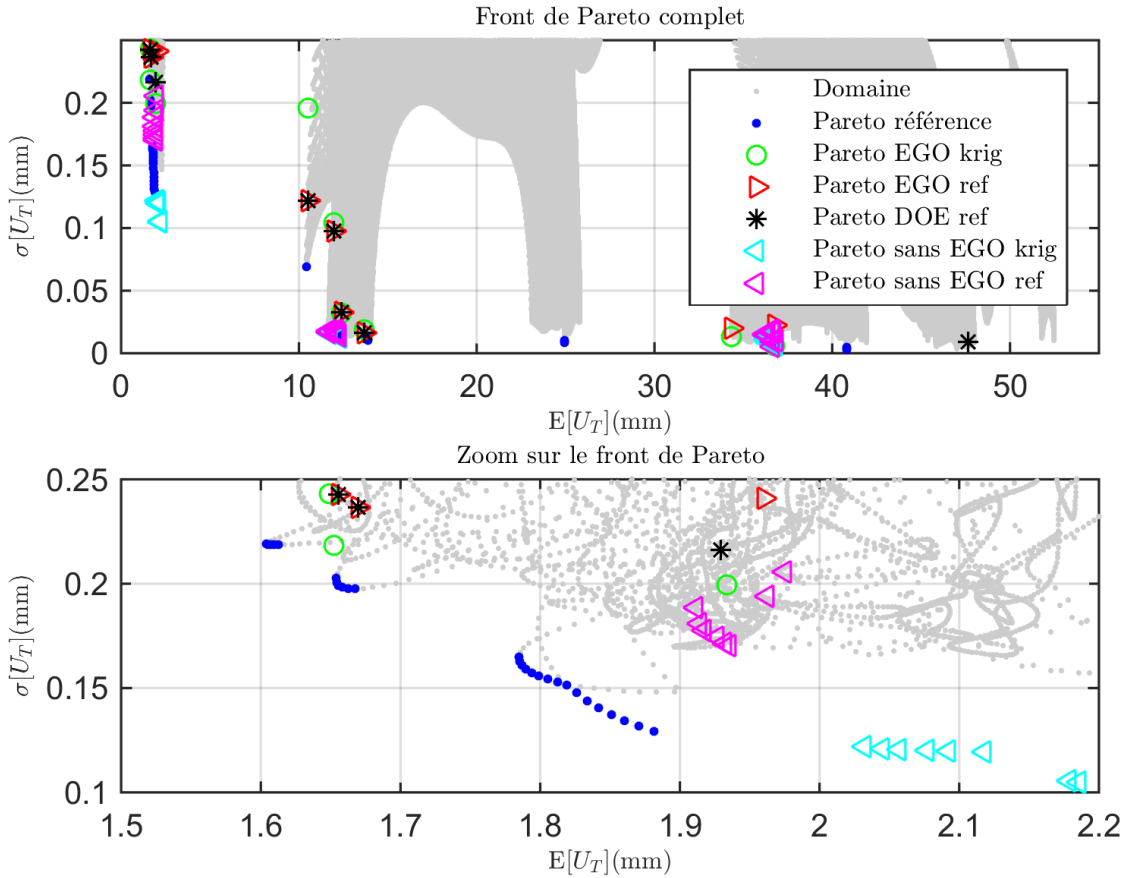 Front de Pareto complet
σ[U_T](mm)
0.2
0.15
0.1
0.05
0
0
10
20
30
40
50
E[U_T](mm)
Domaine
Pareto référence
Pareto EGO krig
Pareto EGO ref
Pareto DOE ref
Pareto sans EGO krig
Pareto sans EGO ref
Zoom sur le front de Pareto
σ[U_T](mm)
0.25
0.2
0.15
0.1
1.5
1.6
1.7
1.8
1.9
2
2.1
2.2
E[U_T](mm)